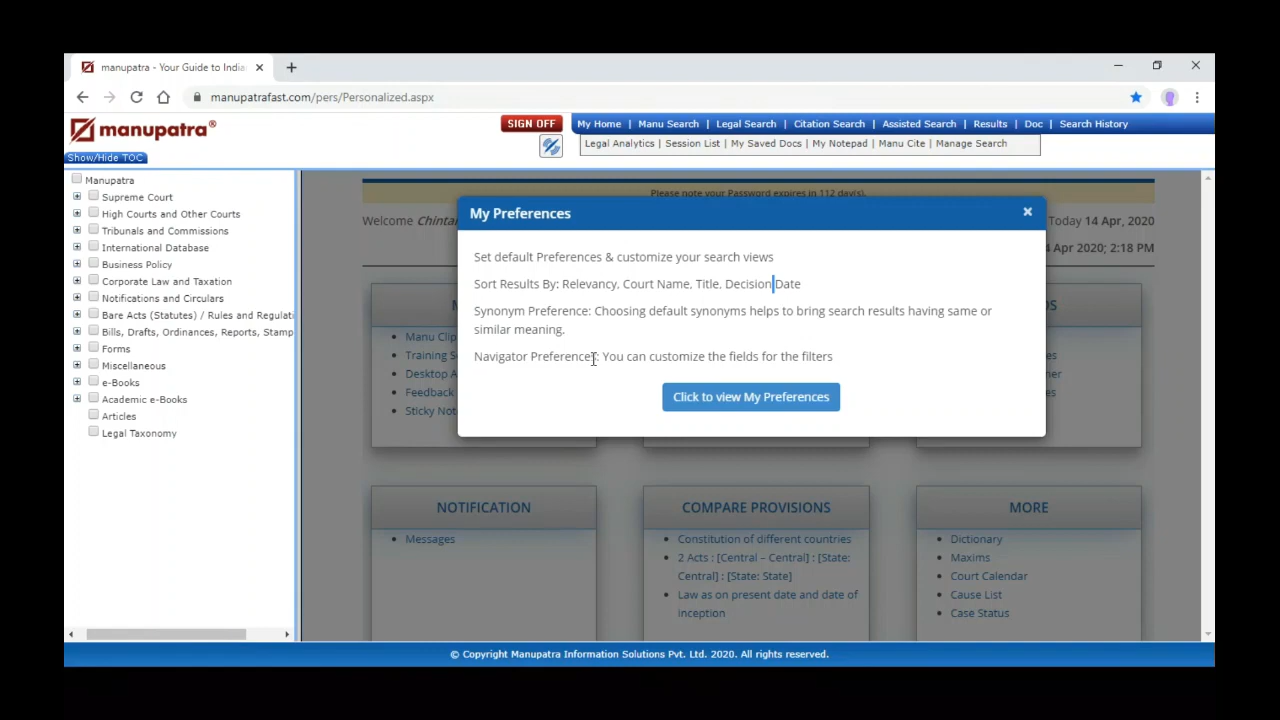 manupatra - Your Guide to India
manupatrafast.com/pers/Personalized.aspx
manupatra®
SIGN OFF
My Home | Manu Search | Legal Search | Citation Search | Assisted Search | Results | Doc | Search History
Legal Analytics | Session List | My Saved Docs | My Notepad | Manu Cite | Manage Search
Show/Hide TOC
Manupatra
Supreme Court
High Courts and Other Courts
Tribunals and Commissions
International Database
Business Policy
Corporate Law and Taxation
Notifications and Circulars
Bare Acts (Statutes) / Rules and Regulati
Bills, Drafts, Ordinances, Reports, Stamp
Forms
Miscellaneous
e-Books
Academic e-Books
Articles
Legal Taxonomy
Please note your Password expires in 112 day(s).
Welcome
Today 14 Apr, 2020
Apr 2020; 2:18 PM
My Preferences
Set default Preferences & customize your search views
Sort Results By: Relevancy, Court Name, Title, Decision Date
Synonym Preference: Choosing default synonyms helps to bring search results having same or
similar meaning.
Navigator Preferences: You can customize the fields for the filters
Click to view My Preferences
Manu Clip
Training
Desktop A
Feedback
Sticky Not
NOTIFICATION
Messages
COMPARE PROVISIONS
Constitution of different countries
2 Acts : [Central – Central] : [State:
Central] : [State: State]
Law as on present date and date of
inception
MORE
Dictionary
Maxims
Court Calendar
Cause List
Case Status
© Copyright Manupatra Information Solutions Pvt. Ltd. 2020. All rights reserved.